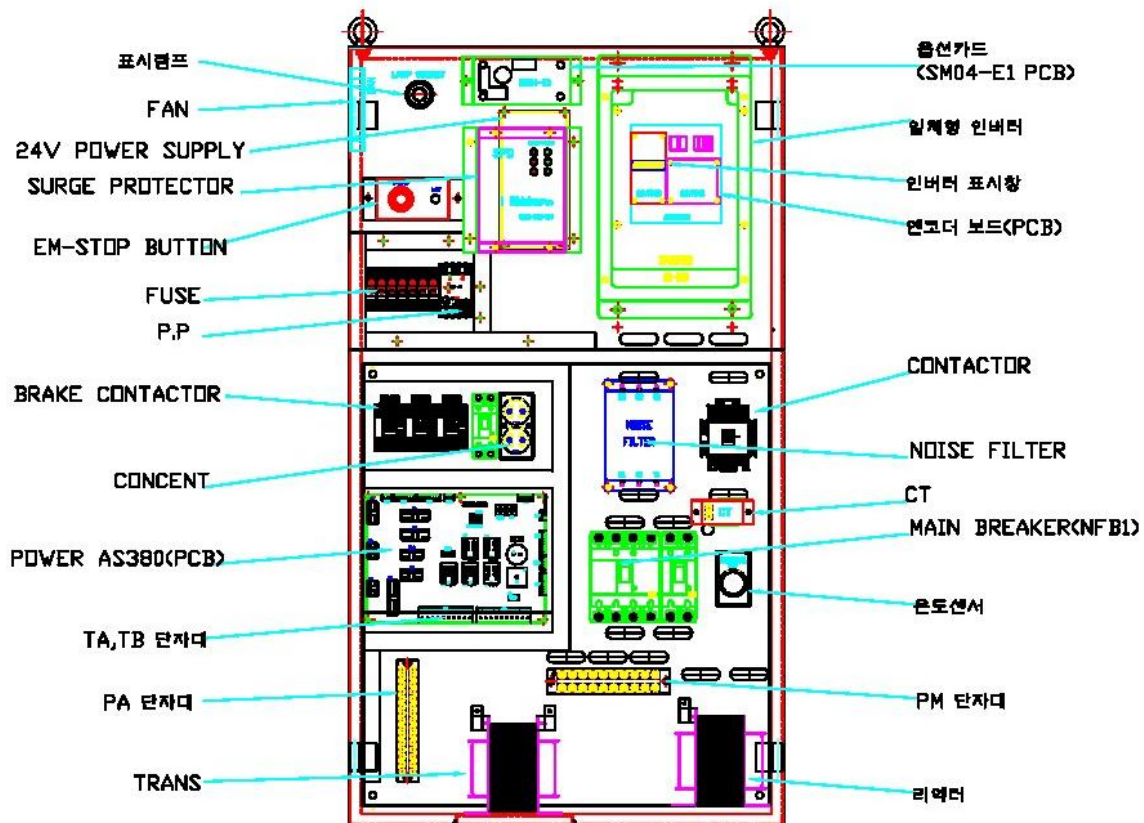 표시램프
FAN
24V POWER SUPPLY
SURGE PROTECTOR
EM-STOP BUTTON
FUSE
P.P
BRAKE CONTACTOR
CONCENT
POWER AS380(PCB)
TA,TB 단자대
PA 단자대
TRANS
옵션카드
(SM04-E1 PCB)
일체형 인버터
인버터 표시창
엔코더 보드(PCB)
CONTACTOR
NOISE FILTER
CT
MAIN BREAKER(NFB1)
온도센서
PM 단자대
리액터
NOISE
FILTER
CT